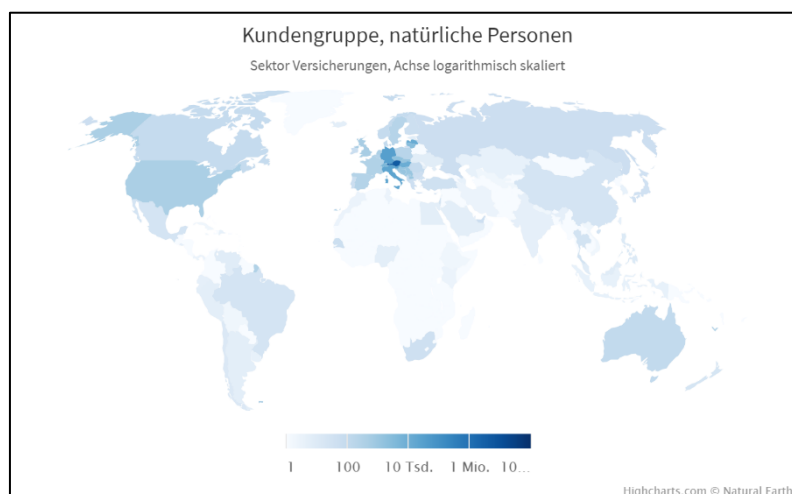 Kundengruppe, natürliche Personen
Sektor Versicherungen, Achse logarithmisch skaliert
1 100 10 Tsd. 1 Mio. 10...
Highcharts.com © Natural Earth